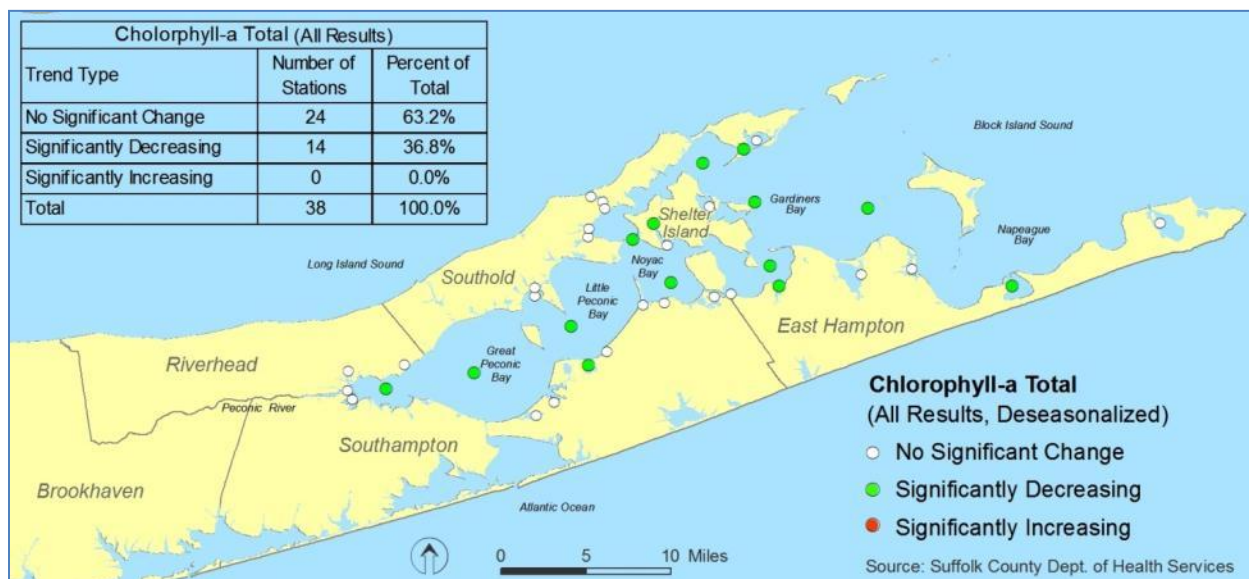 Cholorphyll-a Total (All Results)
Trend Type
Number of
Stations
Percent of
Total
No Significant Change 24 63.2%
Significantly Decreasing 14 36.8%
Significantly Increasing 0 0.0%
Total 38 100.0%
Block Island Sound
Gardiners
Bay
Shelter
Island
Napeague
Bay
Long Island Sound
Noyac
Bay
Southold
Little
Peconic
Bay
East Hampton
Riverhead
Great
Peconic
Bay
Peconic River
Southampton
Brookhaven
Atlantic Ocean
0 5 10 Miles
Chlorophyll-a Total
(All Results, Deseasonalized)
No Significant Change
Significantly Decreasing
Significantly Increasing
Source: Suffolk County Dept. of Health Services